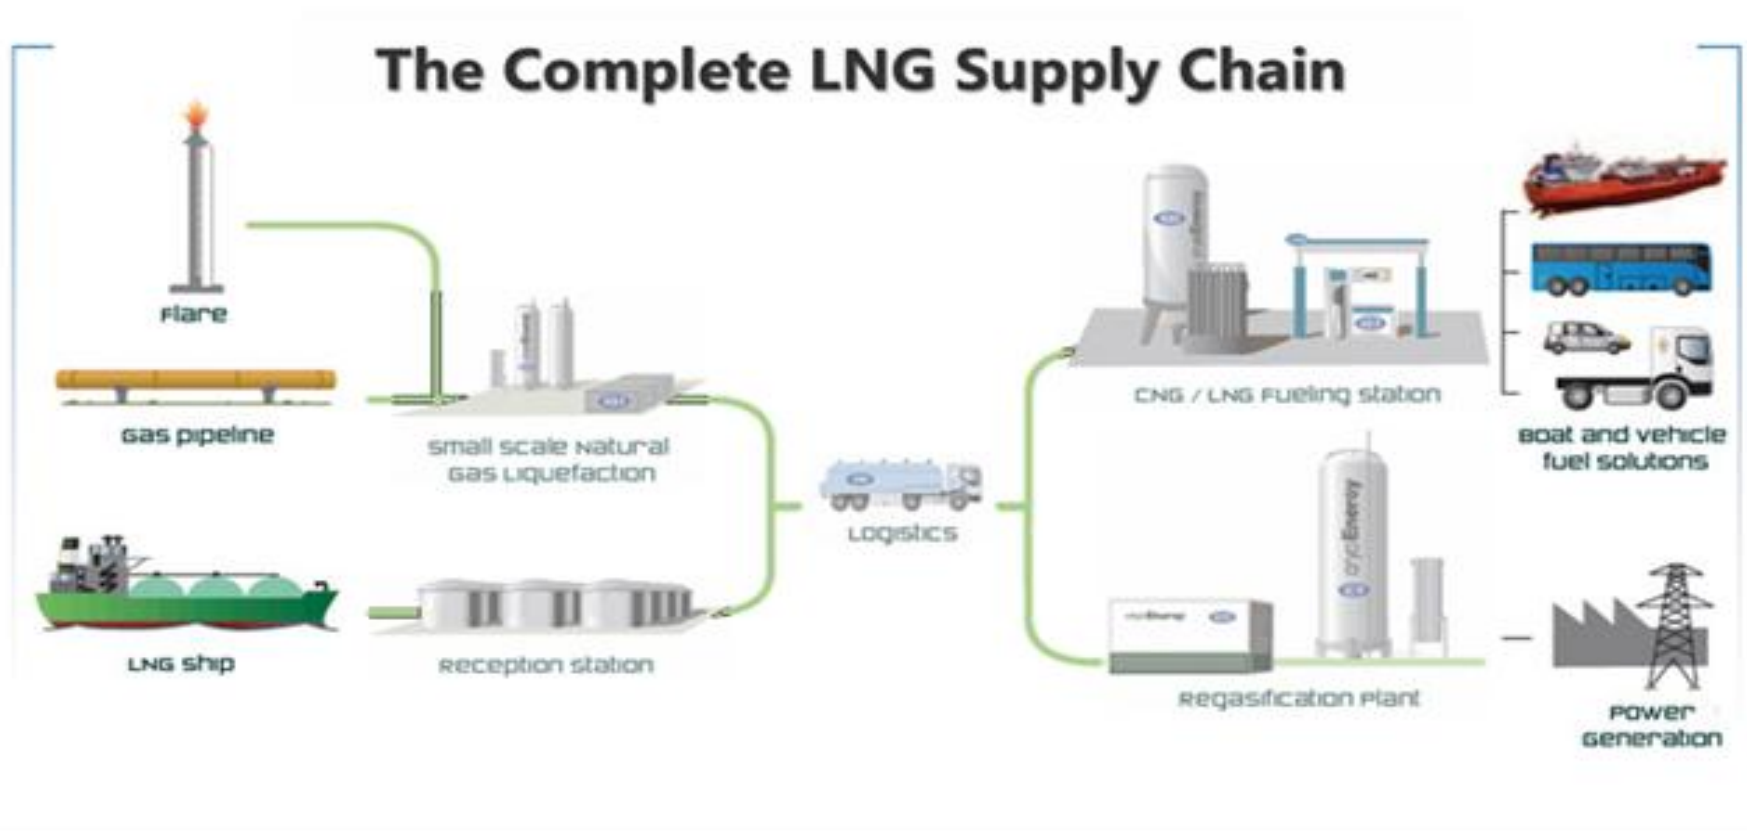 The Complete LNG Supply Chain
Flare
Gas pipeline
Small scale Natural
Gas Liquefaction
LNG ship
Reception station
Logistics
CNG / LNG Fueling station
Boat and vehicle
fuel solutions
crycEnergy
Regasification Plant
Power
Generation